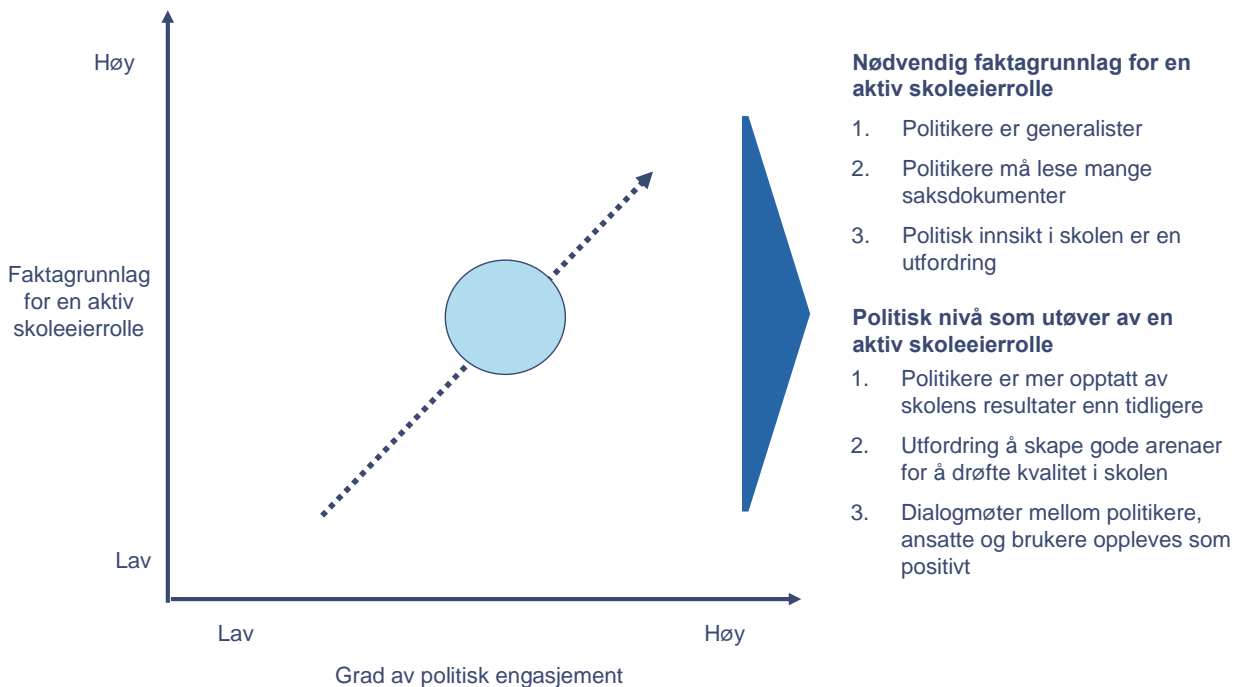 Høy
Faktagrunnlag
for en aktiv
skoleeierrolle
Lav
Lav
Høy
Grad av politisk engasjement
Nødvendig faktagrunnlag for en
aktiv skoleeierrolle
1. Politikere er generalister
2. Politikere må lese mange
saksdokumenter
3. Politisk innsikt i skolen er en
utfordring
Politisk nivå som utøver av en
aktiv skoleeierrolle
1. Politikere er mer opptatt av
skolens resultater enn tidligere
2. Utfordring å skape gode arenaer
for å drøfte kvalitet i skolen
3. Dialogmøter mellom politikere,
ansatte og brukere oppleves som
positivt